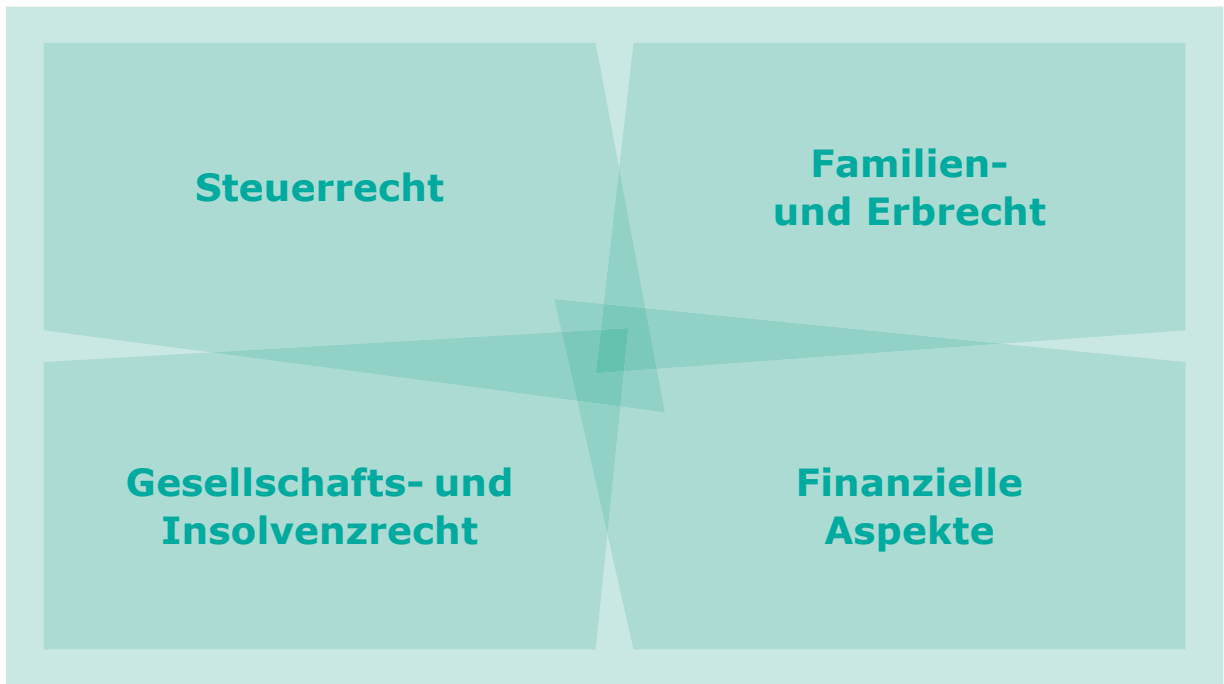 Steuerrecht
Familien-
und Erbrecht
Gesellschafts- und
Insolvenzrecht
Finanzielle
Aspekte